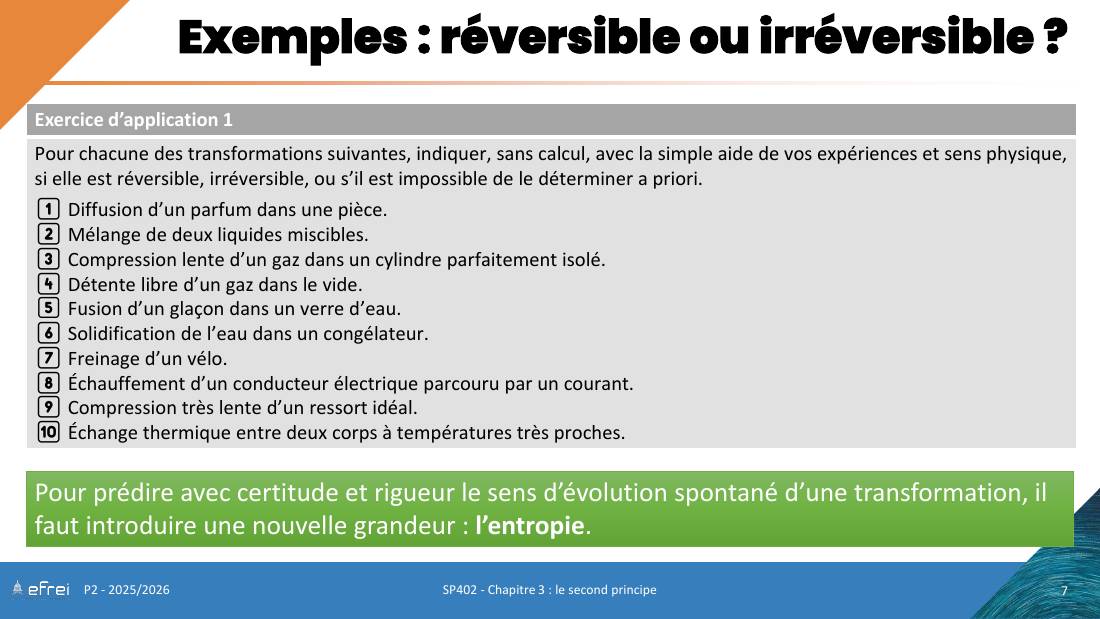 Exemples : réversible ou irréversible ?
Exercice d’application 1
Pour chacune des transformations suivantes, indiquer, sans calcul, avec la simple aide de vos expériences et sens physique,
si elle est réversible, irréversible, ou s’il est impossible de le déterminer a priori.
1 Diffusion d’un parfum dans une pièce.
2 Mélange de deux liquides miscibles.
3 Compression lente d’un gaz dans un cylindre parfaitement isolé.
4 Détente libre d’un gaz dans le vide.
5 Fusion d’un glaçon dans un verre d’eau.
6 Solidification de l’eau dans un congélateur.
7 Freinage d’un vélo.
8 Échauffement d’un conducteur électrique parcouru par un courant.
9 Compression très lente d’un ressort idéal.
10 Échange thermique entre deux corps à températures très proches.
Pour prédire avec certitude et rigueur le sens d’évolution spontané d’une transformation, il
faut introduire une nouvelle grandeur : l’entropie.
efrei P2 - 2025/2026 SP402 - Chapitre 3 : le second principe 7